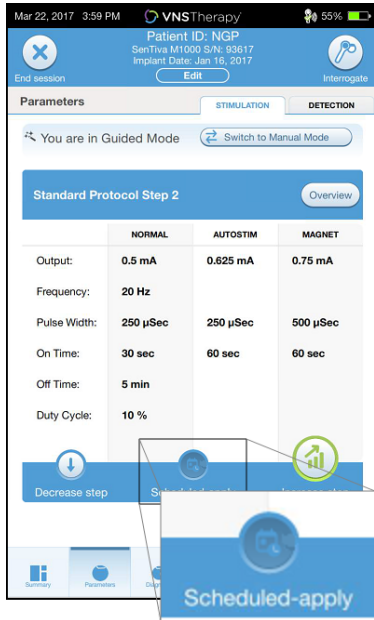 Mar 22, 2017 3:59 PM VNSTherapy 55%
Patient ID: NGP
SenTiva M1000 S/N: 93617
Implant Date: Jan 16, 2017
End session Edit Interrogate
Parameters STIMULATION DETECTION
You are in Guided Mode Switch to Manual Mode
Standard Protocol Step 2 Overview
NORMAL AUTOSTIM MAGNET
Output: 0.5 mA 0.625 mA 0.75 mA
Frequency: 20 Hz
Pulse Width: 250 µSec 250 µSec 500 µSec
On Time: 30 sec 60 sec 60 sec
Off Time: 5 min
Duty Cycle: 10 %
Decrease step
Summary Parameters
Scheduled-apply